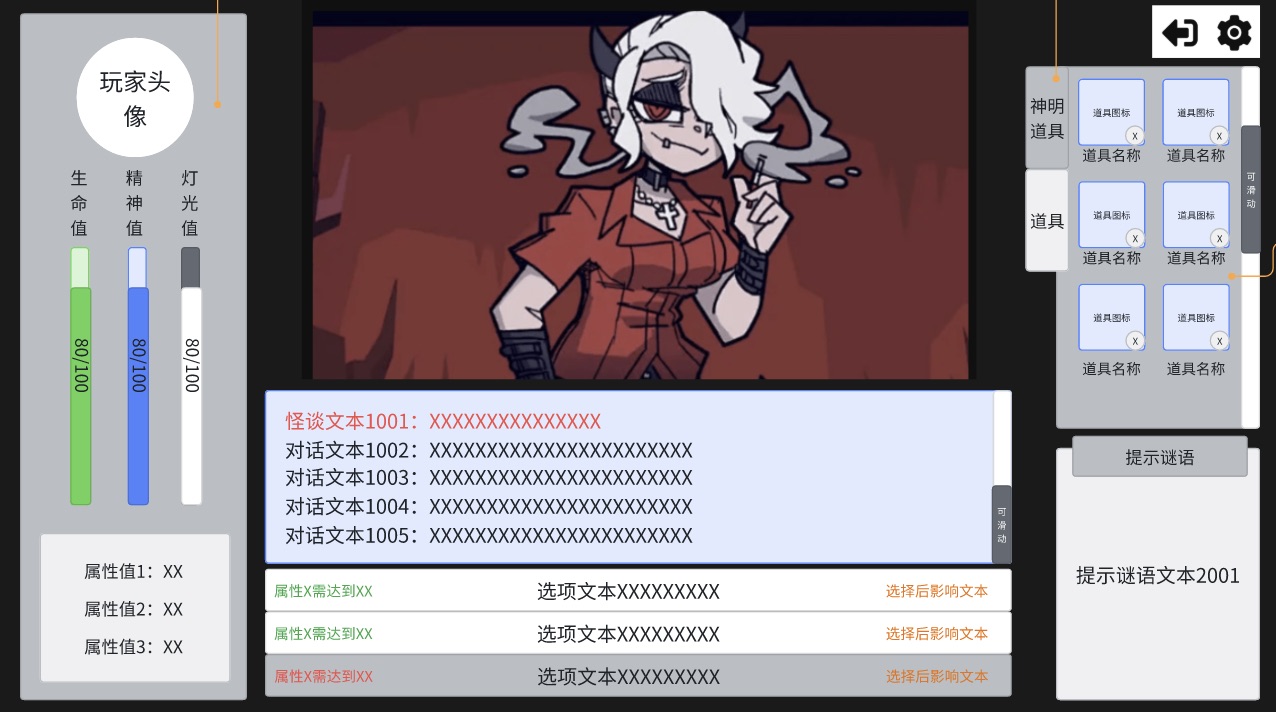 玩家头
像
生命值
精神值
灯光值
80/100
80/100
80/100
属性值1：XX
属性值2：XX
属性值3：XX
怪谈文本1001：XXXXXXXXXXXXXXX
对话文本1002：XXXXXXXXXXXXXXXXXXXXXXX
对话文本1003：XXXXXXXXXXXXXXXXXXXXXXX
对话文本1004：XXXXXXXXXXXXXXXXXXXXXXX
对话文本1005：XXXXXXXXXXXXXXXXXXXXXXX
可滑动
属性X需达到XX 选项文本XXXXXXXXX 选择后影响文本
属性X需达到XX 选项文本XXXXXXXXX 选择后影响文本
属性X需达到XX 选项文本XXXXXXXXX 选择后影响文本
神明
道具
道具
道具图标 道具图标
X X
道具名称 道具名称
道具图标 道具图标
X X
道具名称 道具名称
道具图标 道具图标
X X
道具名称 道具名称
可滑动
提示谜语
提示谜语文本2001